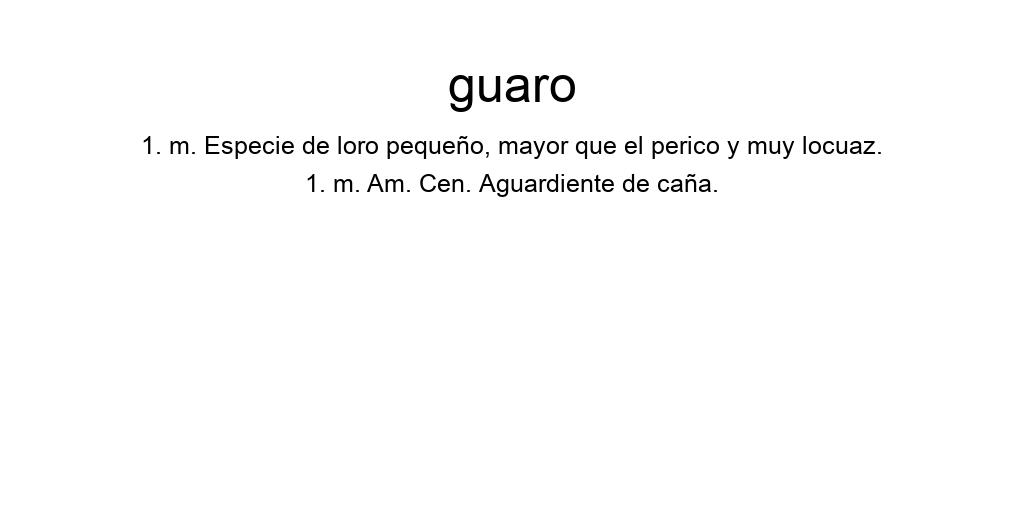 guaro
1. m. Especie de loro pequeño, mayor que el perico y muy locuaz.
1. m. Am. Cen. Aguardiente de caña.